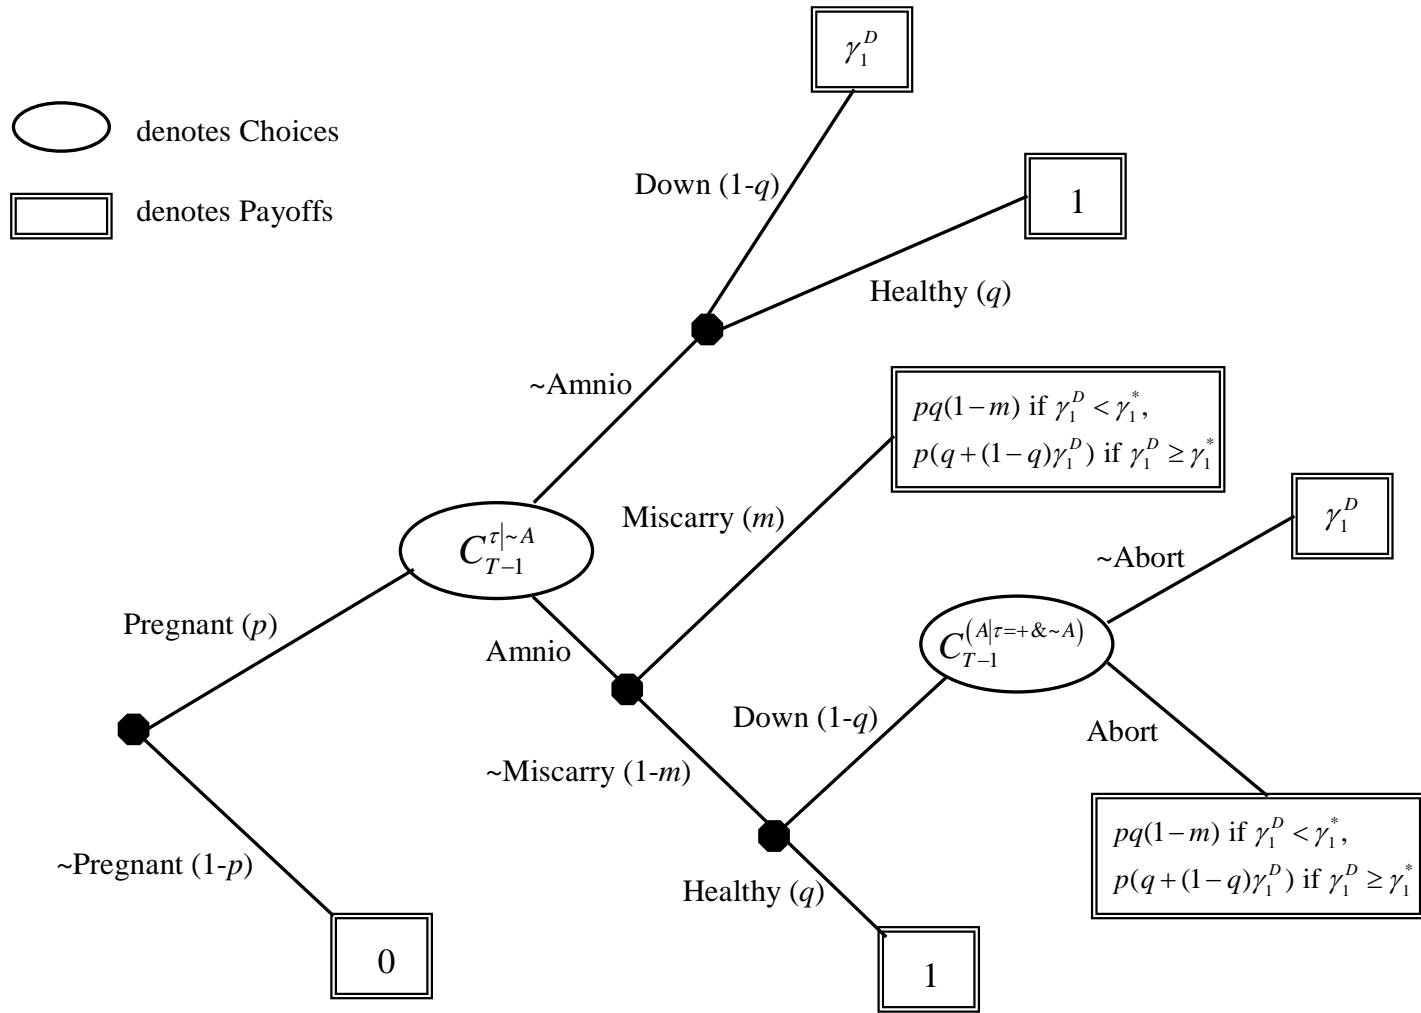 γ₁ᴰ
denotes Choices
Down (1-q)
1
denotes Payoffs
Healthy (q)
~Amnio
pq(1−m) if γ₁ᴰ < γ₁*,
p(q+(1−q)γ₁ᴰ) if γ₁ᴰ ≥ γ₁*
Miscarry (m)
γ₁ᴰ
C_{T−1}^{τ|~A}
~Abort
Pregnant (p)
Amnio
C_{T−1}^{(A|τ=+&~A)}
Down (1-q)
Abort
~Miscarry (1-m)
pq(1−m) if γ₁ᴰ < γ₁*,
p(q+(1−q)γ₁ᴰ) if γ₁ᴰ ≥ γ₁*
~Pregnant (1-p)
Healthy (q)
0
1